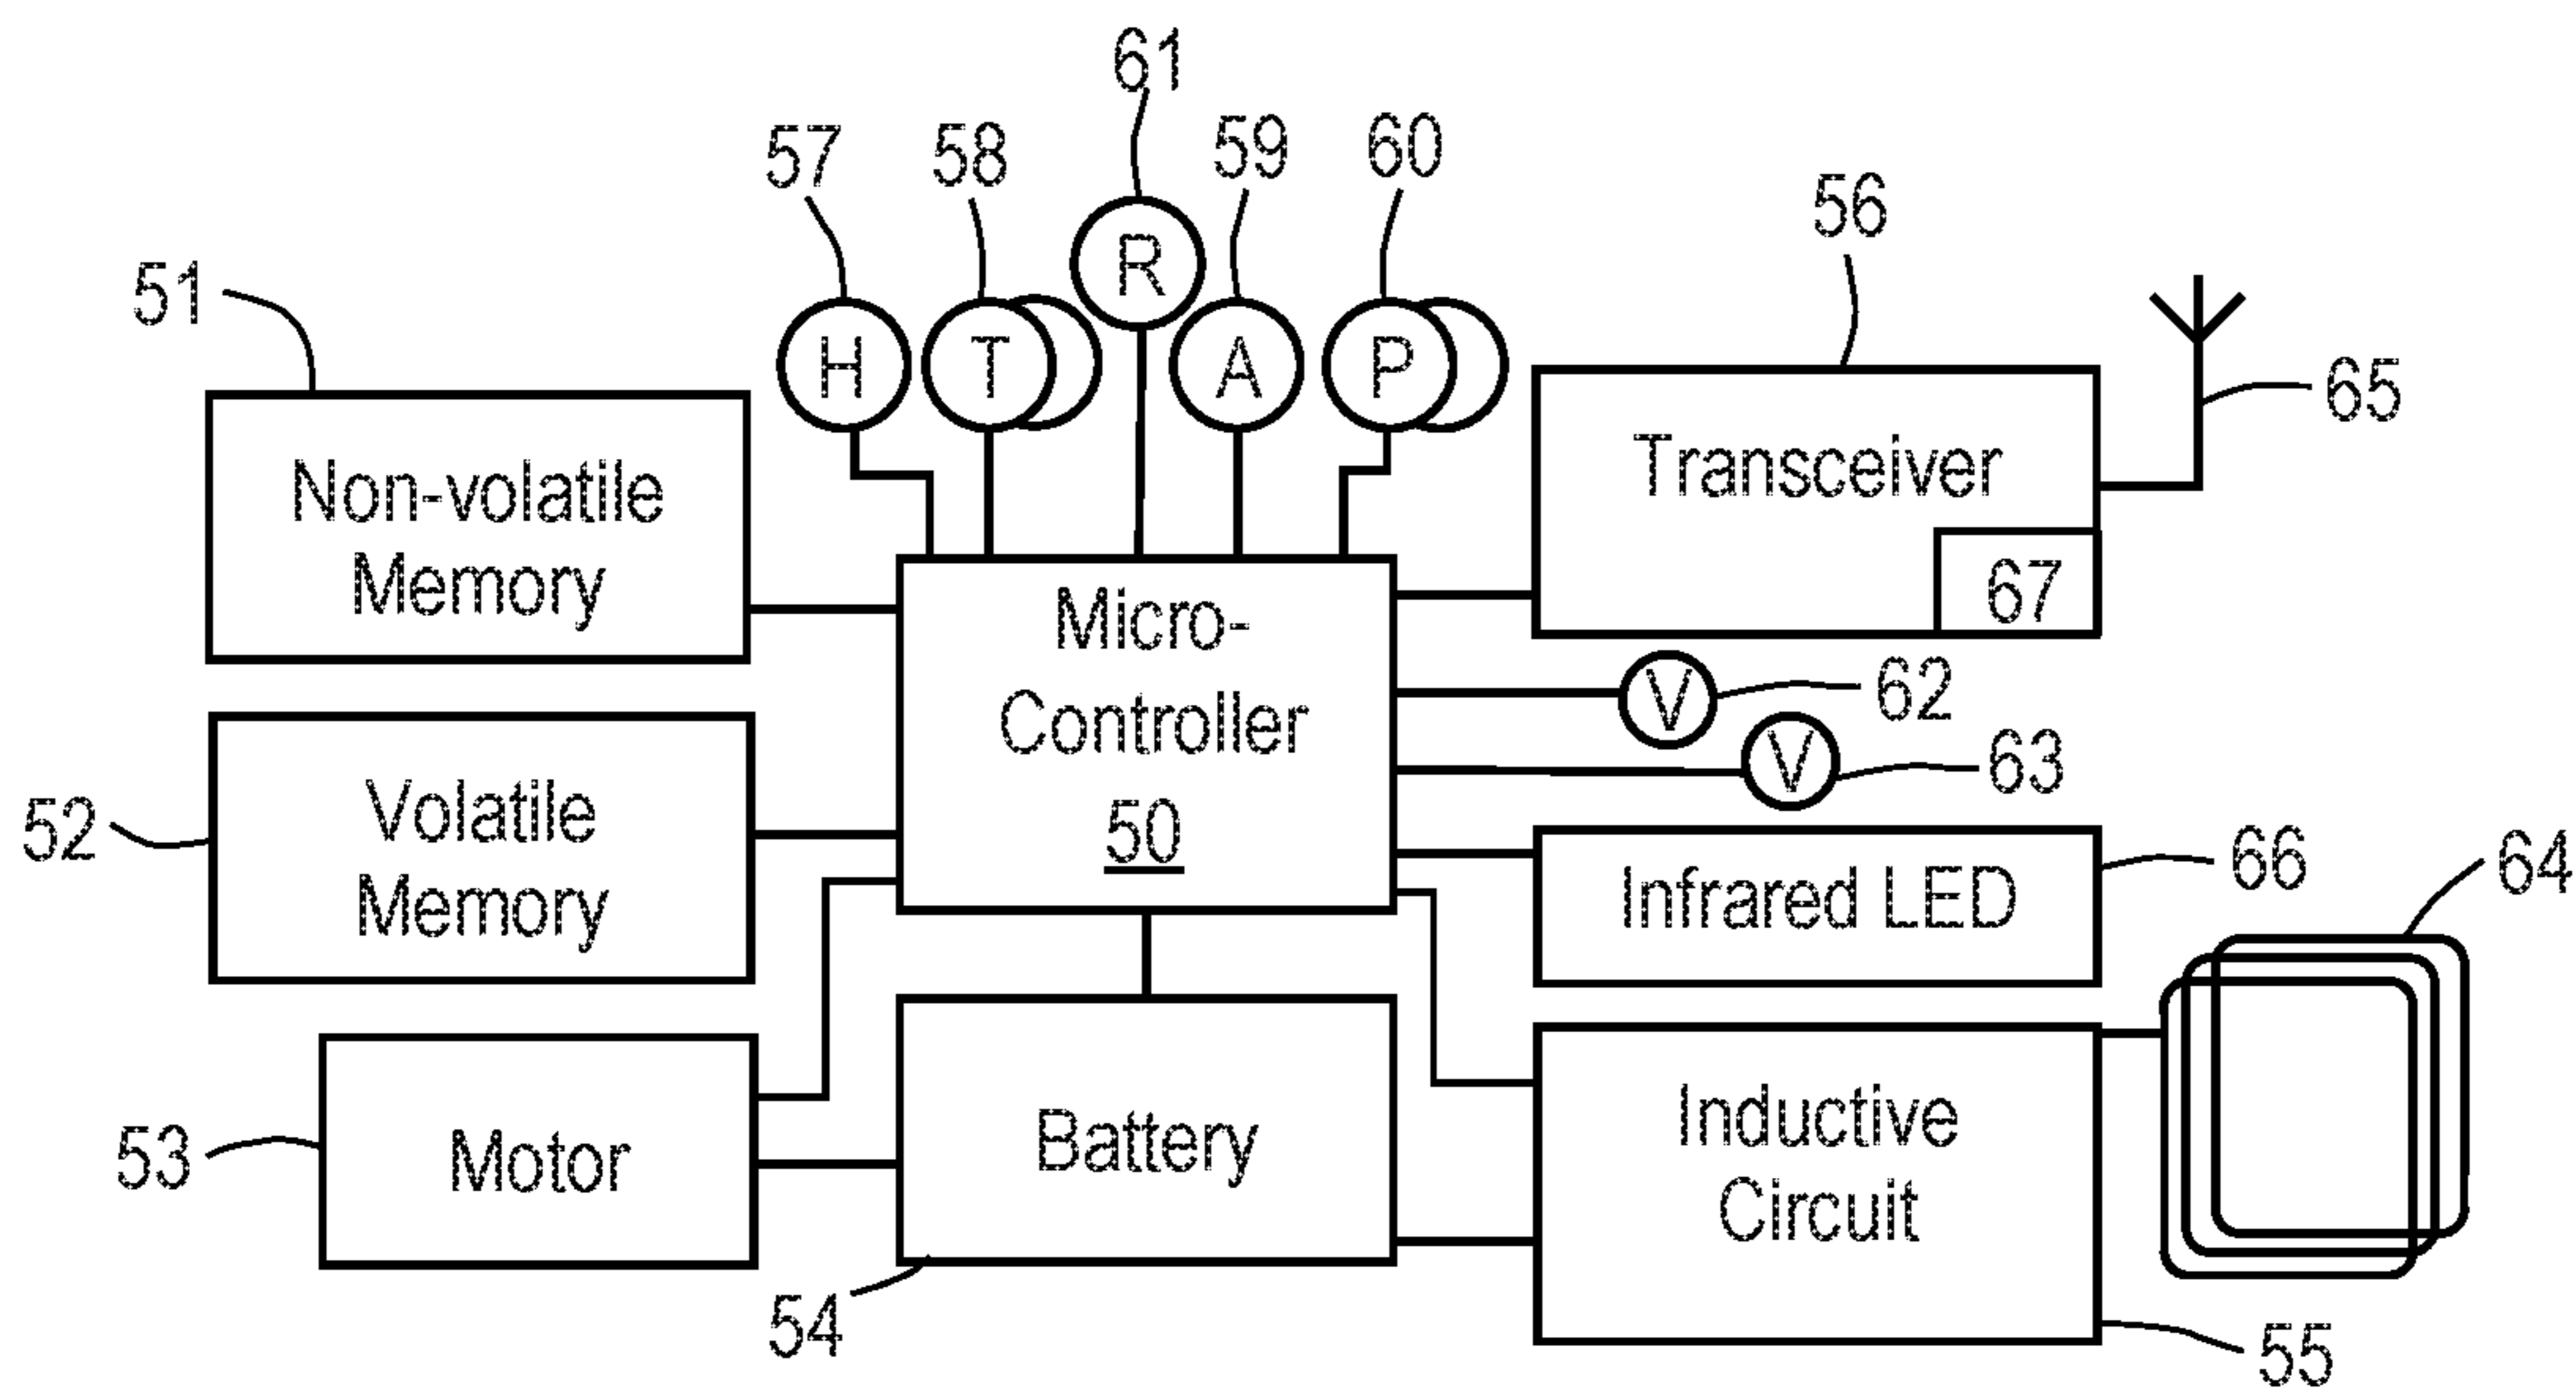 61
57
58
59
60
56
R
51
H
T
A
P
65
Non-volatile
Memory
Transceiver
67
Micro-
Controller
50
V
62
V
63
52
Volatile
Memory
Infrared LED
66
64
53
Motor
Battery
Inductive
Circuit
54
55